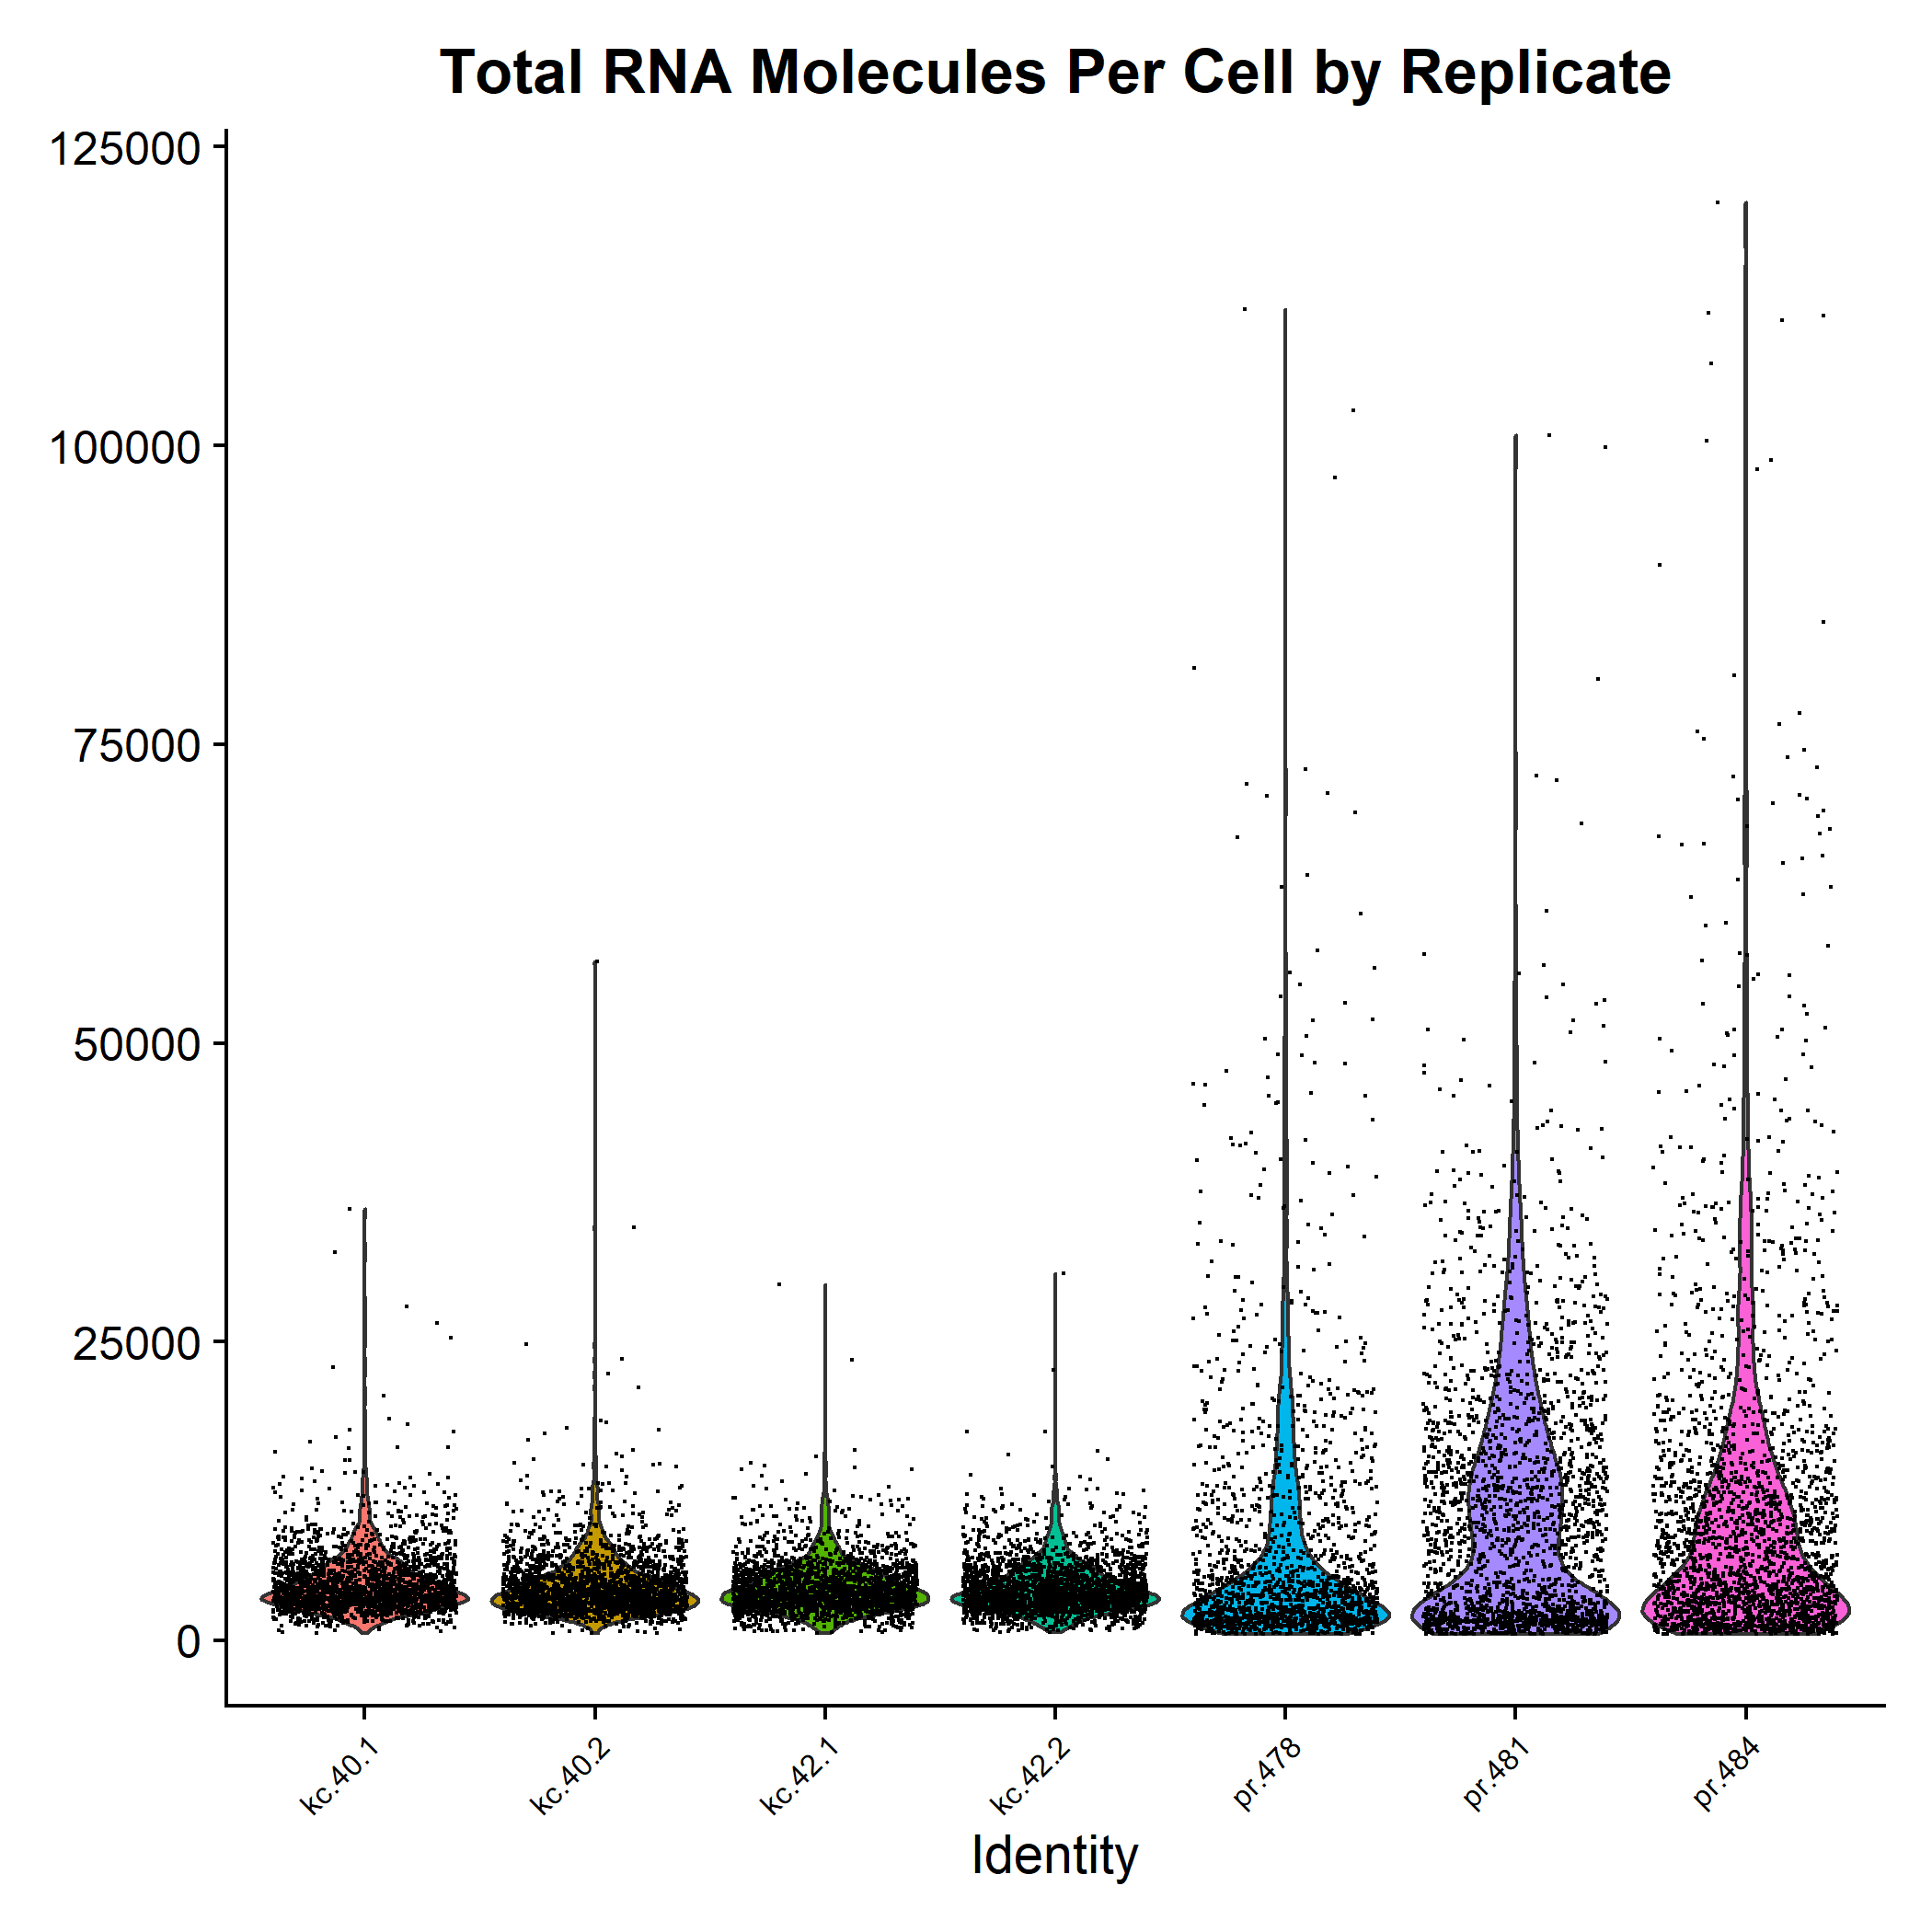 Total RNA Molecules Per Cell by Replicate
125000
100000
75000
50000
25000
0
kc.40.1
kc.40.2
kc.42.1
kc.42.2
pr.478
pr.481
pr.484
Identity